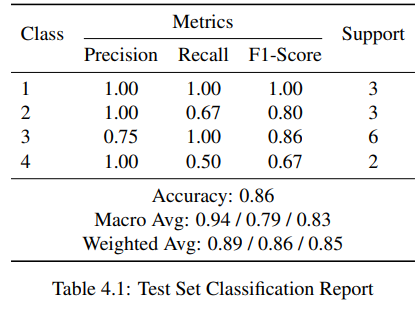 Class Metrics Support
Precision Recall F1-Score
1 1.00 1.00 1.00 3
2 1.00 0.67 0.80 3
3 0.75 1.00 0.86 6
4 1.00 0.50 0.67 2
Accuracy: 0.86
Macro Avg: 0.94 / 0.79 / 0.83
Weighted Avg: 0.89 / 0.86 / 0.85
Table 4.1: Test Set Classification Report